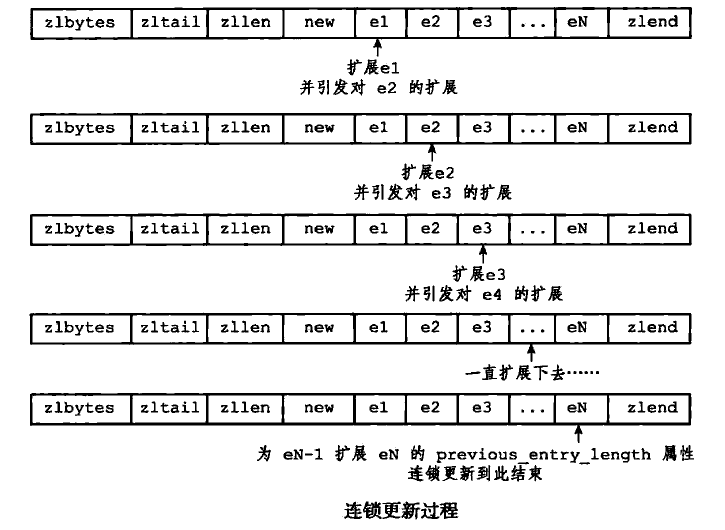 zlbytes zltail zllen new e1 e2 e3 ... eN zlend
扩展e1
并引发对 e2 的扩展
zlbytes zltail zllen new e1 e2 e3 ... eN zlend
扩展e2
并引发对 e3 的扩展
zlbytes zltail zllen new e1 e2 e3 ... eN zlend
扩展e3
并引发对 e4 的扩展
zlbytes zltail zllen new e1 e2 e3 ... eN zlend
一直扩展下去……
zlbytes zltail zllen new e1 e2 e3 ... eN zlend
为 eN-1 扩展 eN 的 previous_entry_length 属性
连锁更新到此结束
连锁更新过程